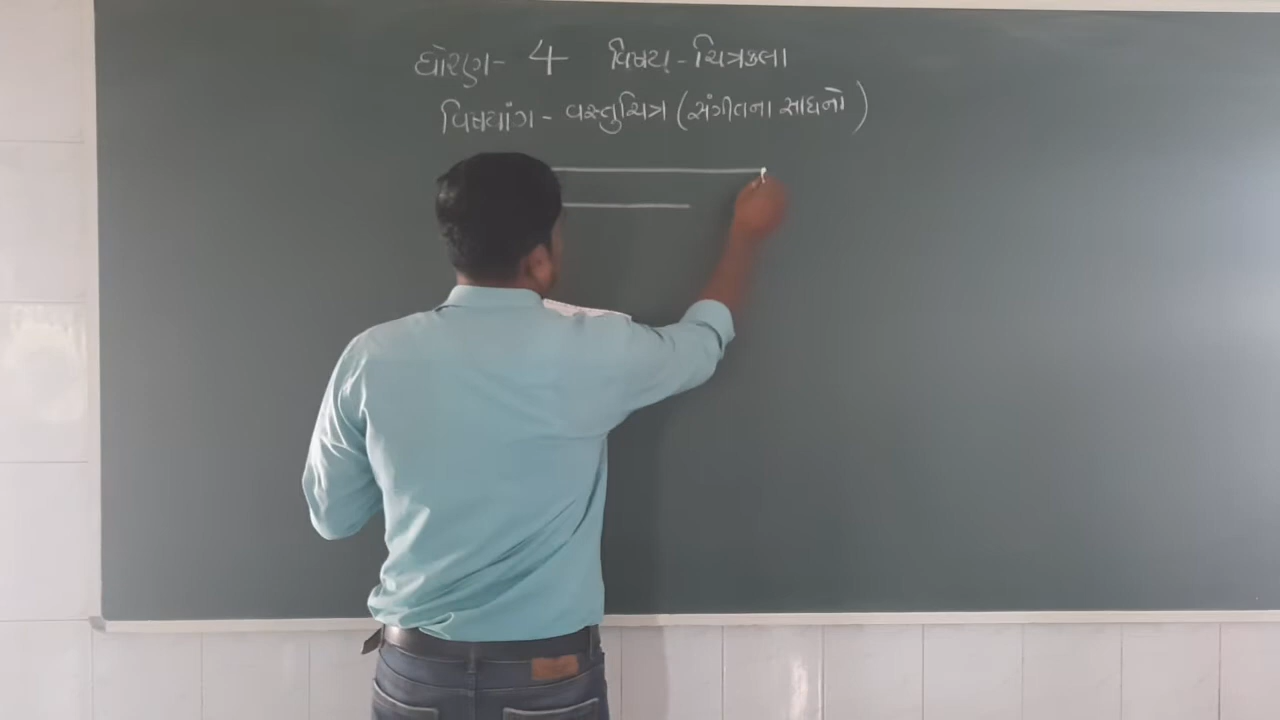 ધોરણ- 4 વિષય - ચિત્રકલા
વિષયાંગ - વસ્તુચિત્ર (સંગીતના સાધનો)